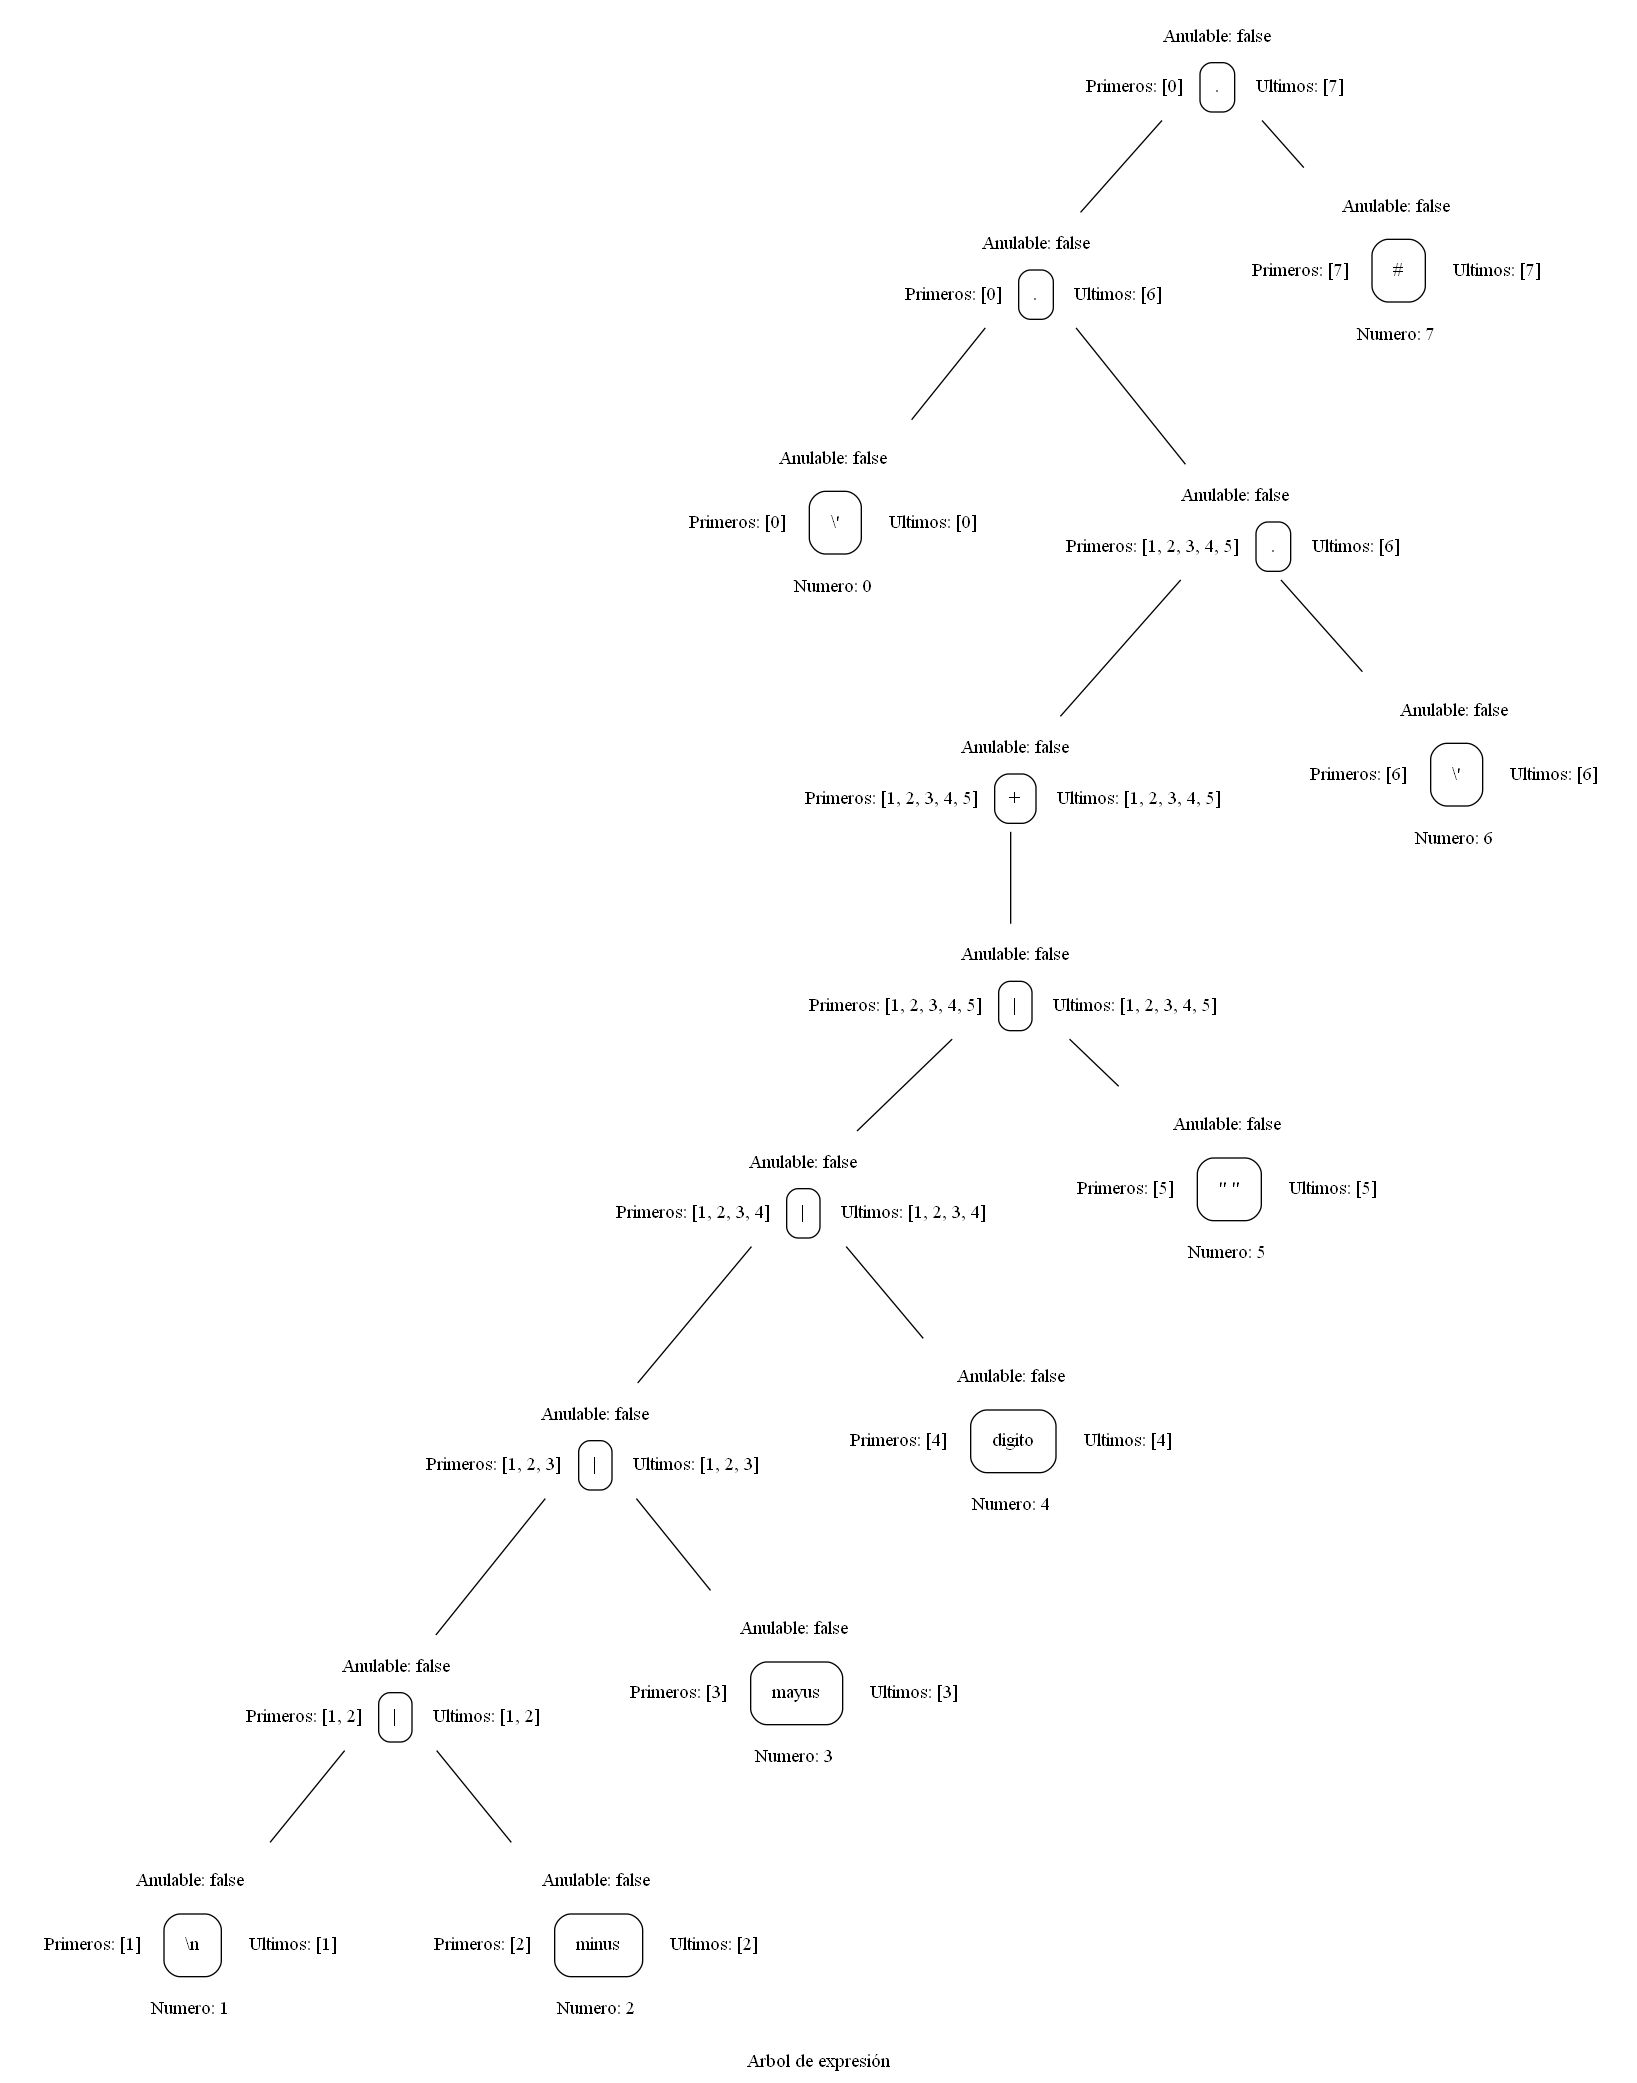 Anulable: false
Primeros: [0] . Ultimos: [7]
Anulable: false
Primeros: [7] # Ultimos: [7]
Numero: 7
Anulable: false
Primeros: [0] . Ultimos: [6]
Anulable: false
Primeros: [0] \' Ultimos: [0]
Numero: 0
Anulable: false
Primeros: [1, 2, 3, 4, 5] . Ultimos: [6]
Anulable: false
Primeros: [6] \' Ultimos: [6]
Numero: 6
Anulable: false
Primeros: [1, 2, 3, 4, 5] + Ultimos: [1, 2, 3, 4, 5]
Anulable: false
Primeros: [1, 2, 3, 4, 5] | Ultimos: [1, 2, 3, 4, 5]
Anulable: false
Primeros: [5] " " Ultimos: [5]
Numero: 5
Anulable: false
Primeros: [1, 2, 3, 4] | Ultimos: [1, 2, 3, 4]
Anulable: false
Primeros: [4] digito Ultimos: [4]
Numero: 4
Anulable: false
Primeros: [1, 2, 3] | Ultimos: [1, 2, 3]
Anulable: false
Primeros: [3] mayus Ultimos: [3]
Numero: 3
Anulable: false
Primeros: [1, 2] | Ultimos: [1, 2]
Anulable: false
Primeros: [1] \n Ultimos: [1]
Numero: 1
Anulable: false
Primeros: [2] minus Ultimos: [2]
Numero: 2
Arbol de expresión